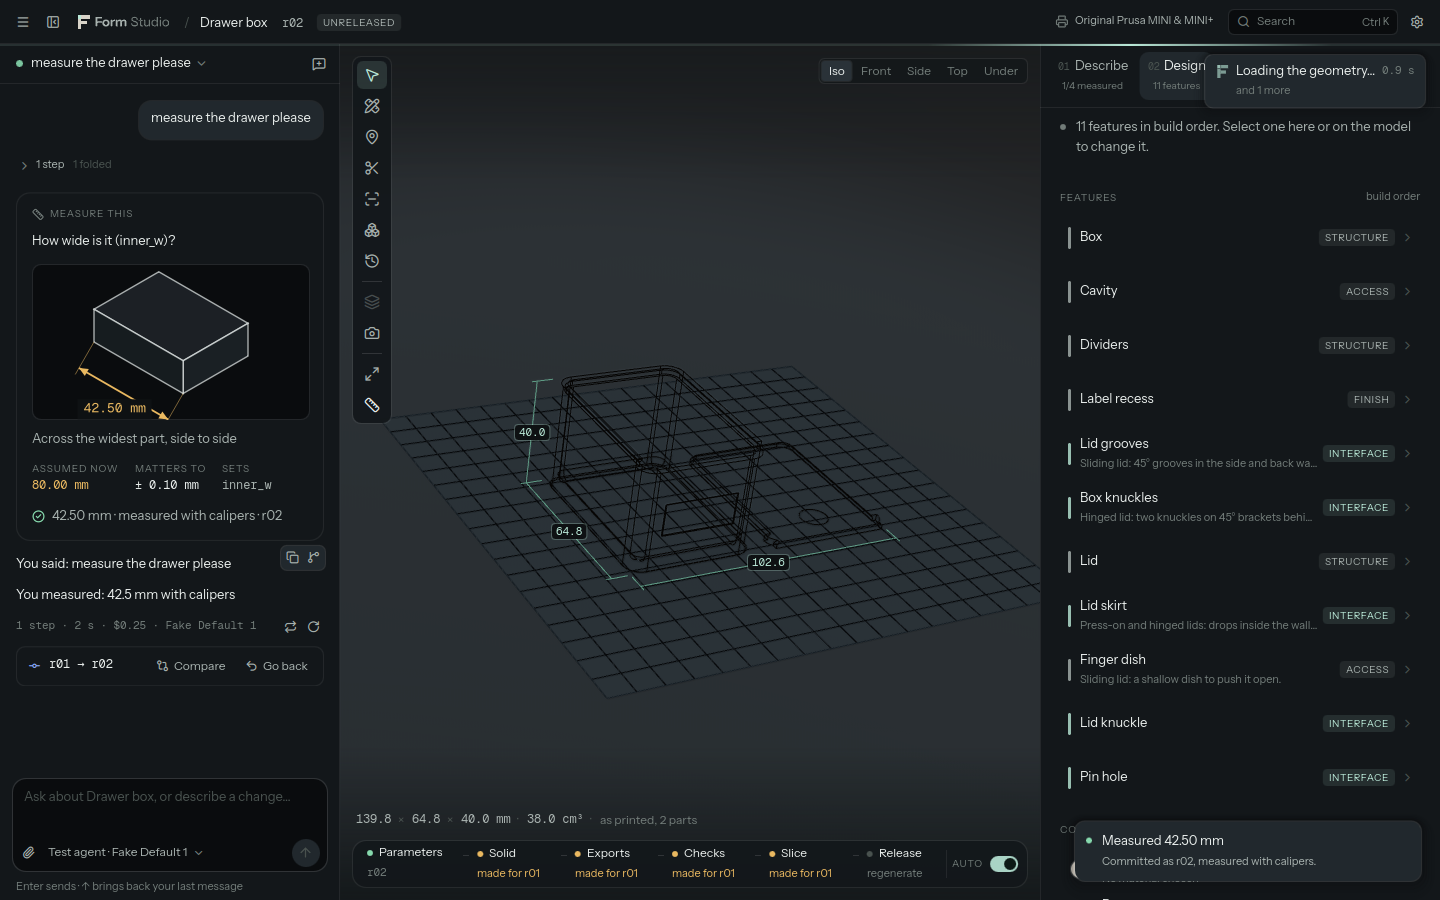 Form Studio / Drawer box r02 UNRELEASED
Original Prusa MINI & MINI+
Search Ctrl K
measure the drawer please
measure the drawer please
1 step 1 folded
MEASURE THIS
How wide is it (inner_w)?
42.50 mm
Across the widest part, side to side
ASSUMED NOW MATTERS TO SETS
80.00 mm ± 0.10 mm inner_w
42.50 mm · measured with calipers · r02
You said: measure the drawer please
You measured: 42.5 mm with calipers
1 step · 2 s · $0.25 · Fake Default 1
r01 → r02 Compare Go back
Ask about Drawer box, or describe a change...
Test agent · Fake Default 1
Enter sends · ↑ brings back your last message
Iso Front Side Top Under
40.0
64.8
102.6
139.8 × 64.8 × 40.0 mm · 38.0 cm³ · as printed, 2 parts
Parameters Solid Exports Checks Slice Release
r02 made for r01 made for r01 made for r01 made for r01 regenerate
AUTO
01 Describe 02 Design
1/4 measured 11 features
Loading the geometry... 0.9 s
and 1 more
11 features in build order. Select one here or on the model
to change it.
FEATURES build order
Box STRUCTURE
Cavity ACCESS
Dividers STRUCTURE
Label recess FINISH
Lid grooves INTERFACE
Sliding lid: 45° grooves in the side and back wa...
Box knuckles INTERFACE
Hinged lid: two knuckles on 45° brackets behi...
Lid STRUCTURE
Lid skirt INTERFACE
Press-on and hinged lids: drops inside the wall...
Finger dish ACCESS
Sliding lid: a shallow dish to push it open.
Lid knuckle INTERFACE
Pin hole INTERFACE
Measured 42.50 mm
Committed as r02, measured with calipers.